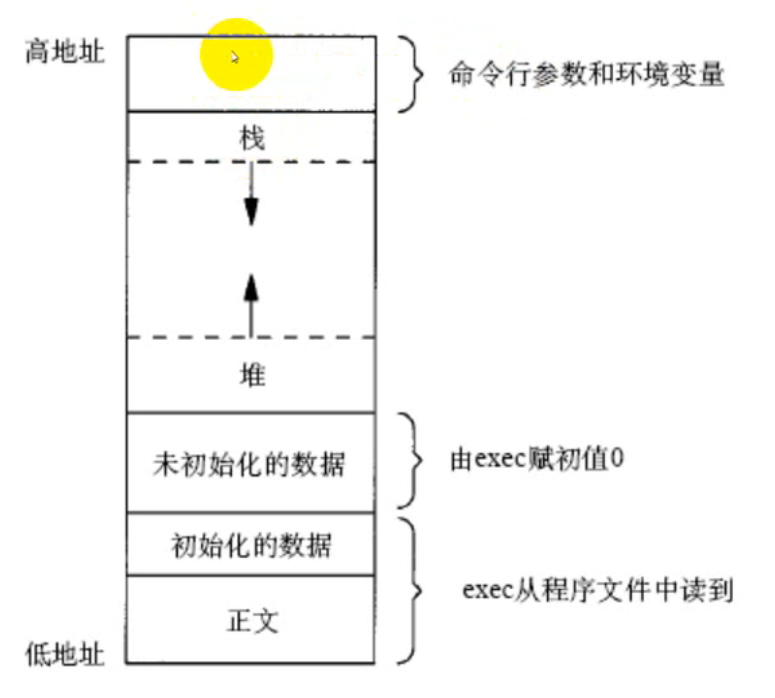 高地址
命令行参数和环境变量
栈
堆
未初始化的数据
由exec赋初值0
初始化的数据
exec从程序文件中读到
正文
低地址